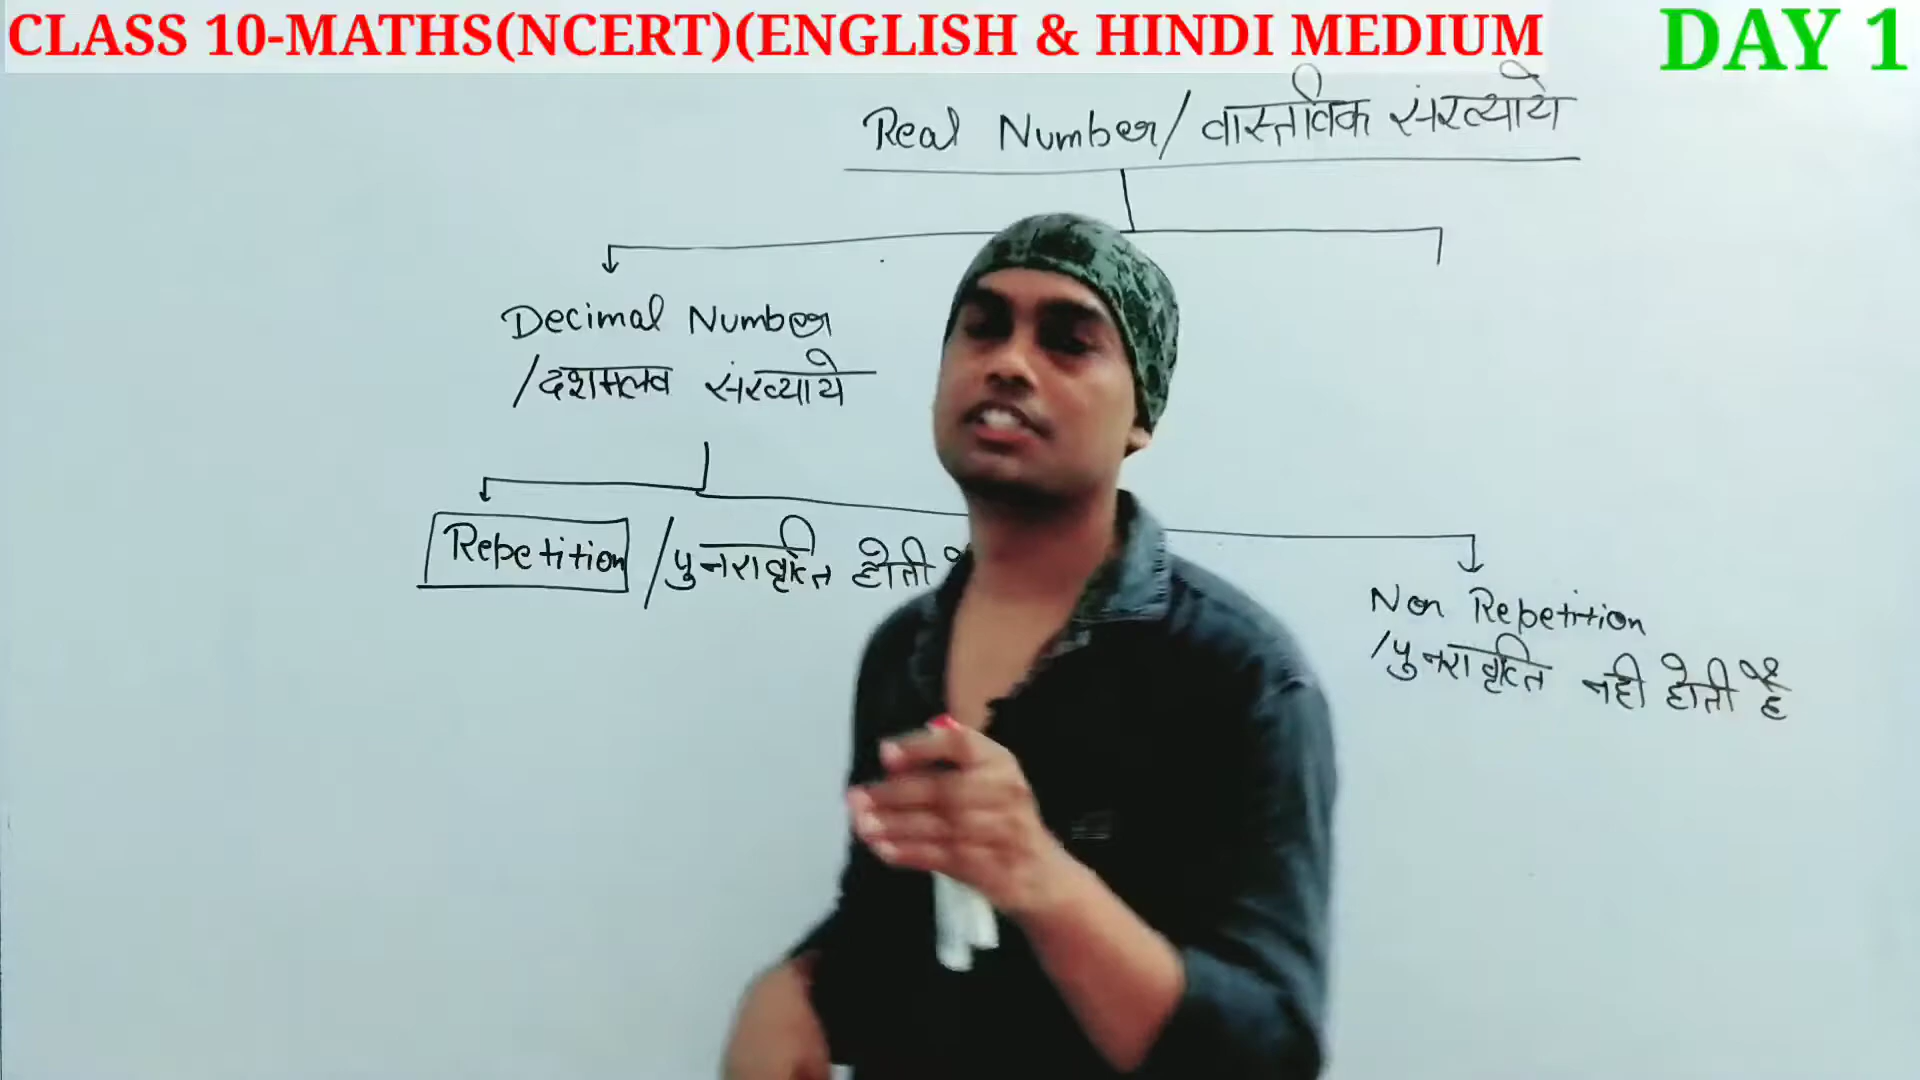 CLASS 10-MATHS(NCERT)(ENGLISH & HINDI MEDIUM
DAY 1
Real Number/ वास्तविक संख्याये
Decimal Number
/दशमलव संख्याये
Repetition /पुनरावृत्ति होती
Non Repetition
/पुनरावृत्ति नही होती है